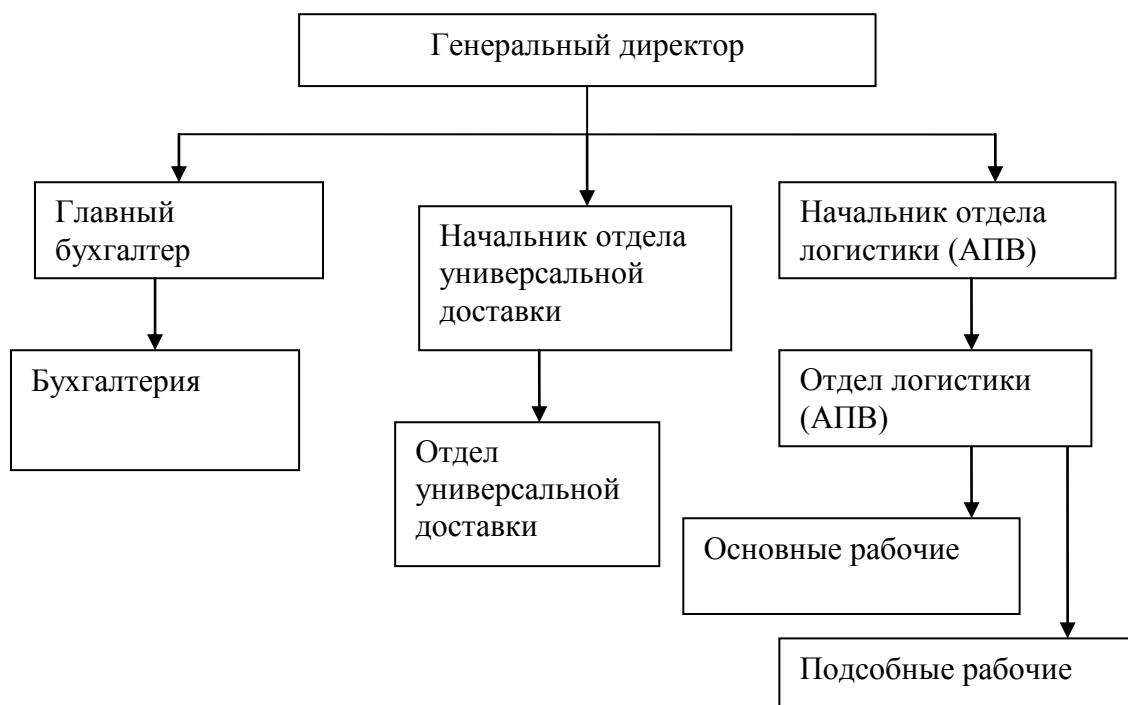 Генеральный директор
Главный
бухгалтер
Начальник отдела
универсальной
доставки
Начальник отдела
логистики (АПВ)
Бухгалтерия
Отдел
универсальной
доставки
Отдел логистики
(АПВ)
Основные рабочие
Подсобные рабочие